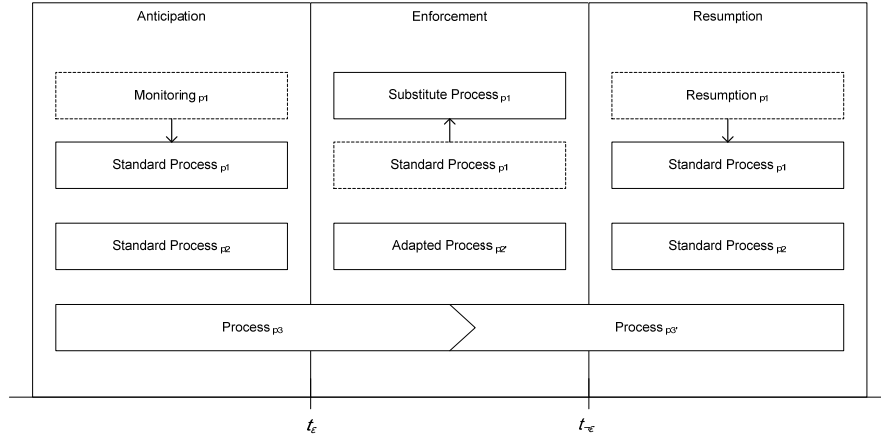 Anticipation Enforcement Resumption
Monitoring p1 Substitute Process p1 Resumption p1
Standard Process p1 Standard Process p1 Standard Process p1
Standard Process p2 Adapted Process p2' Standard Process p2
Process p3 Process p3'
tε t¬ε